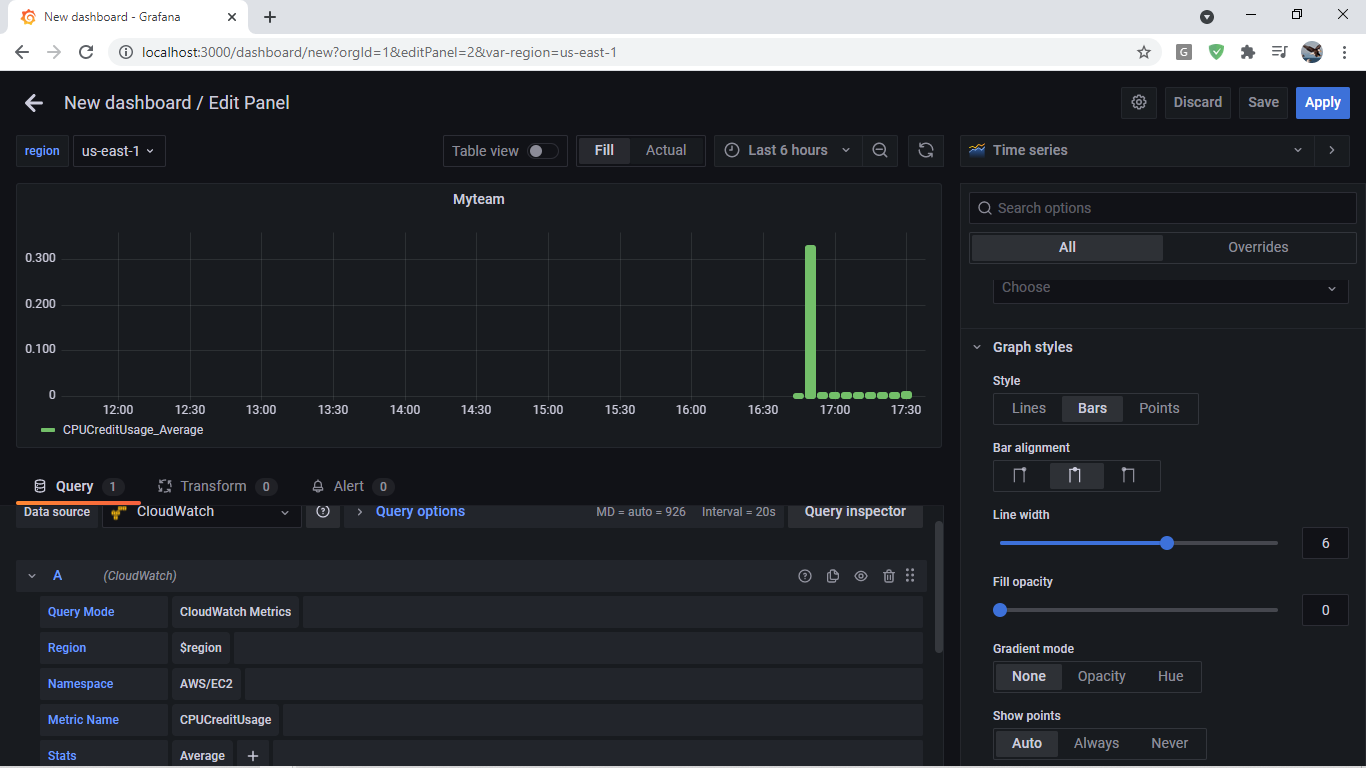 New dashboard - Grafana
localhost:3000/dashboard/new?orgId=1&editPanel=2&var-region=us-east-1
G
New dashboard / Edit Panel
Discard
Save
Apply
region
us-east-1
Table view
Fill
Actual
Last 6 hours
Time series
Myteam
0.300
0.200
0.100
0
12:00
12:30
13:00
13:30
14:00
14:30
15:00
15:30
16:00
16:30
17:00
17:30
CPUCreditUsage_Average
Query 1
Transform 0
Alert 0
Data source
CloudWatch
Query options
MD = auto = 926
Interval = 20s
Query inspector
A
(CloudWatch)
Query Mode
CloudWatch Metrics
Region
$region
Namespace
AWS/EC2
Metric Name
CPUCreditUsage
Stats
Average
Search options
All
Overrides
Choose
Graph styles
Style
Lines
Bars
Points
Bar alignment
Line width
6
Fill opacity
0
Gradient mode
None
Opacity
Hue
Show points
Auto
Always
Never